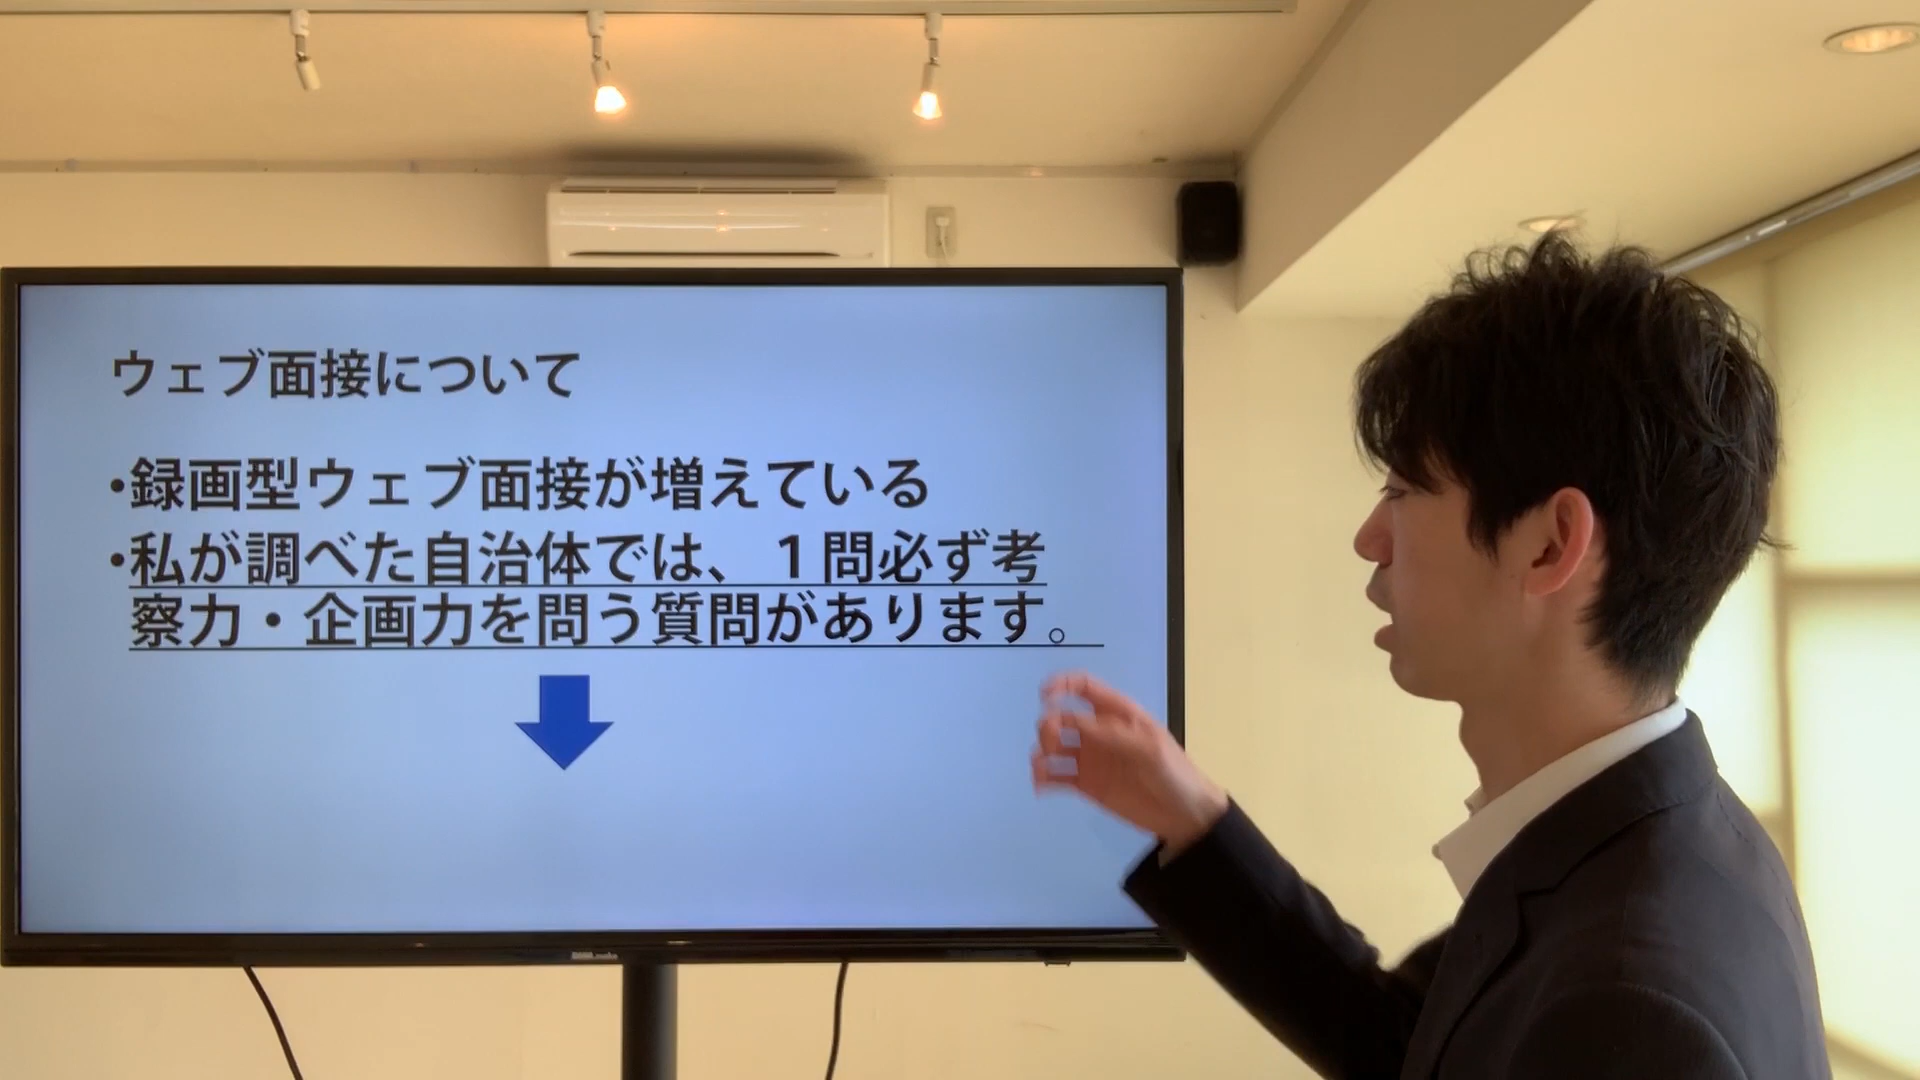 ウェブ面接について
•録画型ウェブ面接が増えている
•私が調べた自治体では、１問必ず考
察力・企画力を問う質問があります。